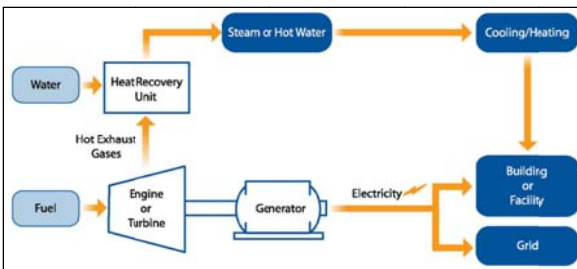 Steam or Hot Water
Cooling/Heating
Water
Heat Recovery
Unit
Hot Exhaust
Gases
Building
or
Facility
Fuel
Engine
or
Turbine
Generator
Electricity
Grid